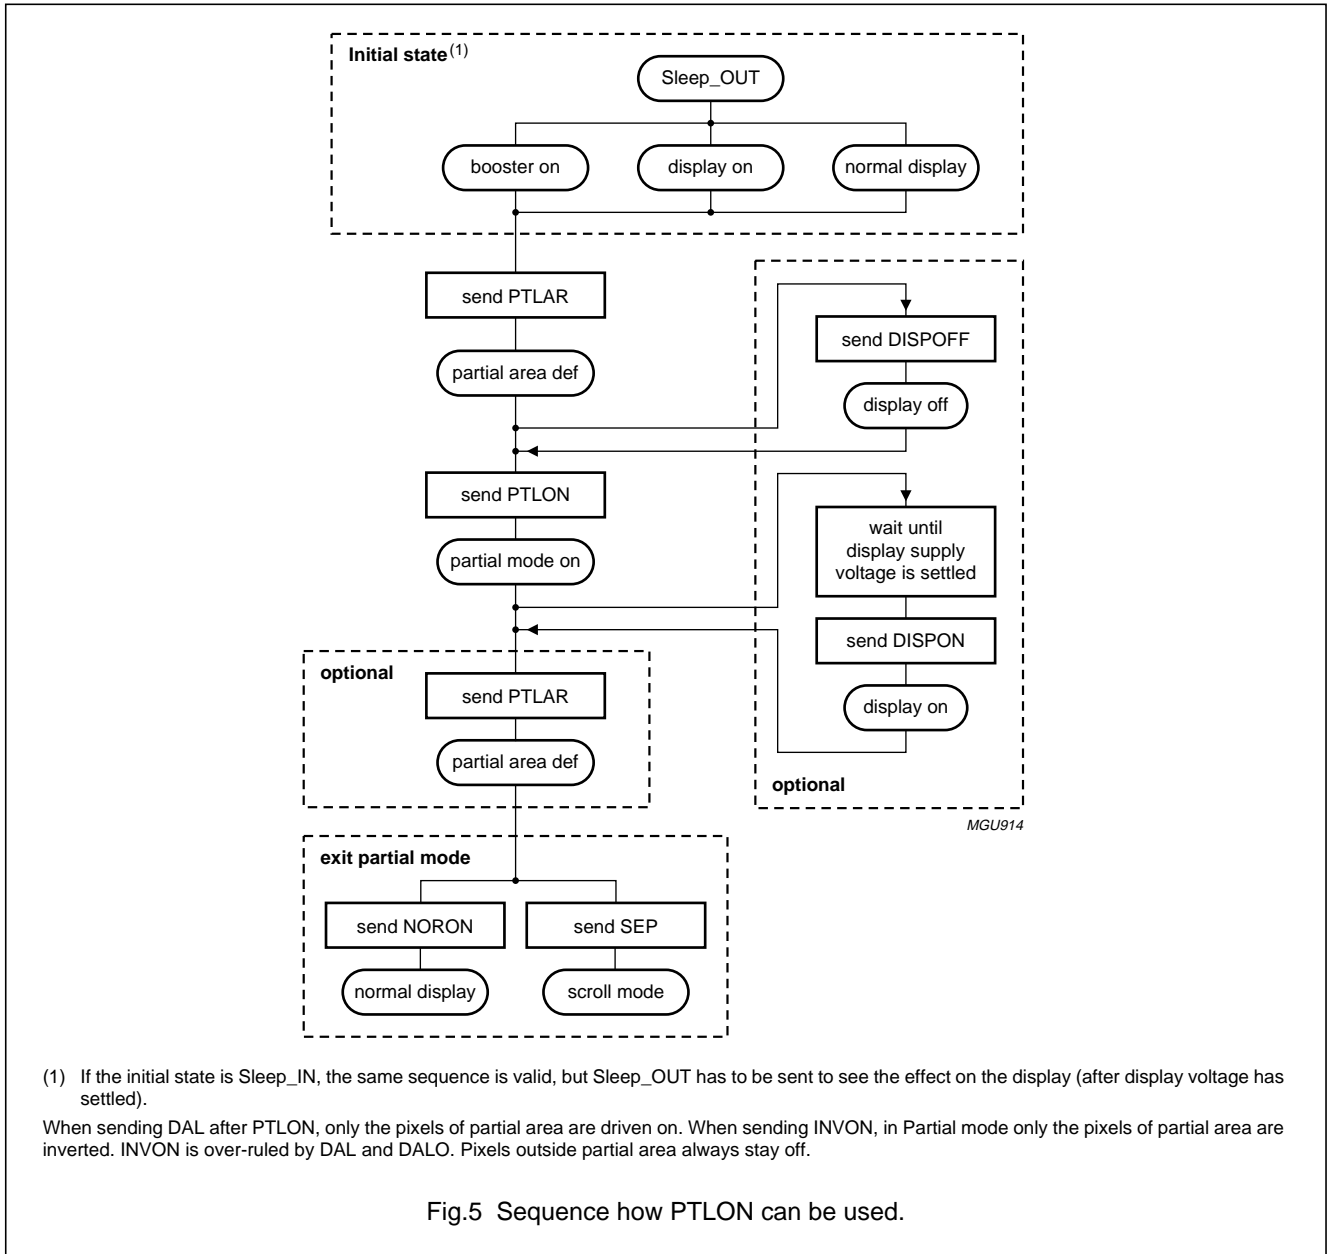 Initial state(1)
Sleep_OUT
booster on
display on
normal display
send PTLAR
partial area def
send DISPOFF
display off
send PTLON
partial mode on
wait until
display supply
voltage is settled
send DISPON
display on
optional
MGU914
optional
send PTLAR
partial area def
exit partial mode
send NORON
send SEP
normal display
scroll mode
(1) If the initial state is Sleep_IN, the same sequence is valid, but Sleep_OUT has to be sent to see the effect on the display (after display voltage has
settled).
When sending DAL after PTLON, only the pixels of partial area are driven on. When sending INVON, in Partial mode only the pixels of partial area are
inverted. INVON is over-ruled by DAL and DALO. Pixels outside partial area always stay off.
Fig.5 Sequence how PTLON can be used.